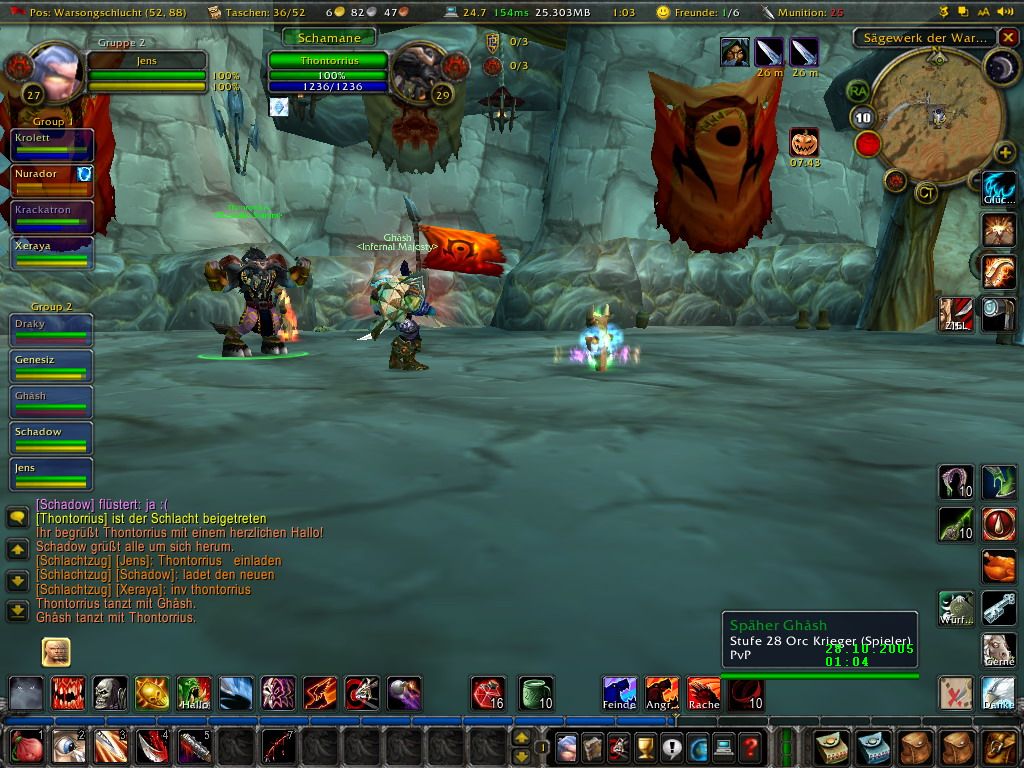 Pos: Warsongschlucht (52, 88)
Taschen: 36/52
6 82 47
24.7 154ms 25.303MB
1:03
Freunde: 1/6
Munition: 25
Gruppe 2
Jens
100%
100%
27
Schamane
Thontorrius
100%
1236/1236
29
0/3
0/3
26 m 26 m
Sägewerk der War...
RA
10
CT
07:43
Group 1
Krolett
Nurador
Krackatron
Xeraya
Group 2
Draky
Genesiz
Ghâsh
Schadow
Jens
Ghâsh
<Infernal Majesty>
Gluc...
ZIEL
10
10
Würf...
Gerne
Danke
[Schadow] flüstert: ja :(
[Thontorrius] ist der Schlacht beigetreten
Ihr begrüßt Thontorrius mit einem herzlichen Hallo!
Schadow grüßt alle um sich herum.
[Schlachtzug] [Jens]: Thontorrius einladen
[Schlachtzug] [Schadow]: ladet den neuen
[Schlachtzug] [Xeraya]: inv thontorrius
Thontorrius tanzt mit Ghâsh.
Ghâsh tanzt mit Thontorrius.
Späher Ghâsh
Stufe 28 Orc Krieger (Spieler)
PvP
28.10.2005
01:04
Hallo
16
10
Feinde
Angr...
Rache
10
1 2 3 4 5 7
1